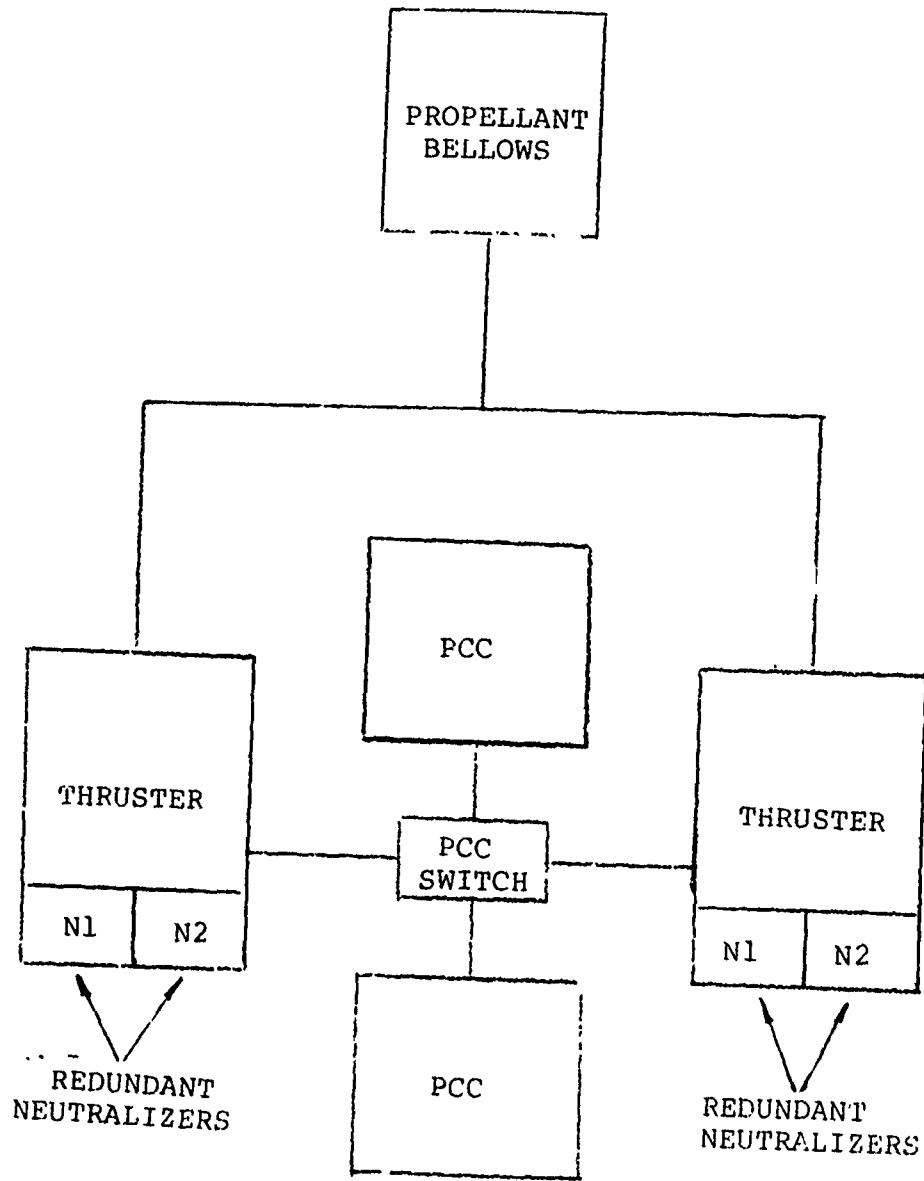 PROPELLANT
BELLOWS
PCC
THRUSTER
THRUSTER
PCC
SWITCH
N1
N2
N1
N2
PCC
REDUNDANT
NEUTRALIZERS
REDUNDANT
NEUTRALIZERS